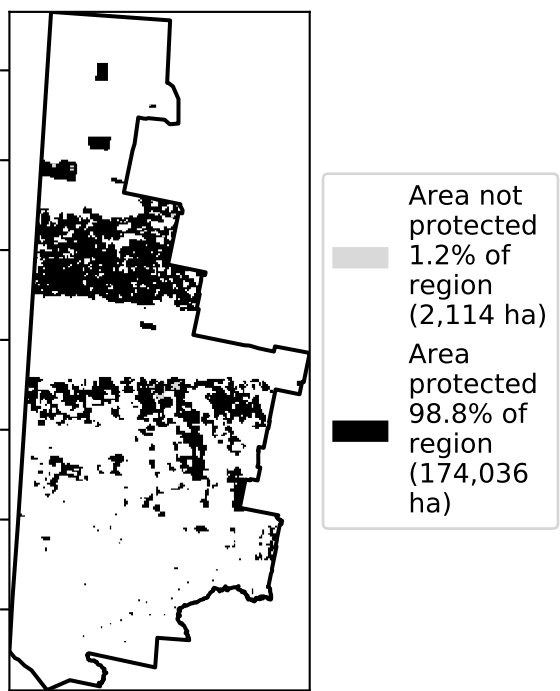 Area not
protected
1.2% of
region
(2,114 ha)
Area
protected
98.8% of
region
(174,036
ha)